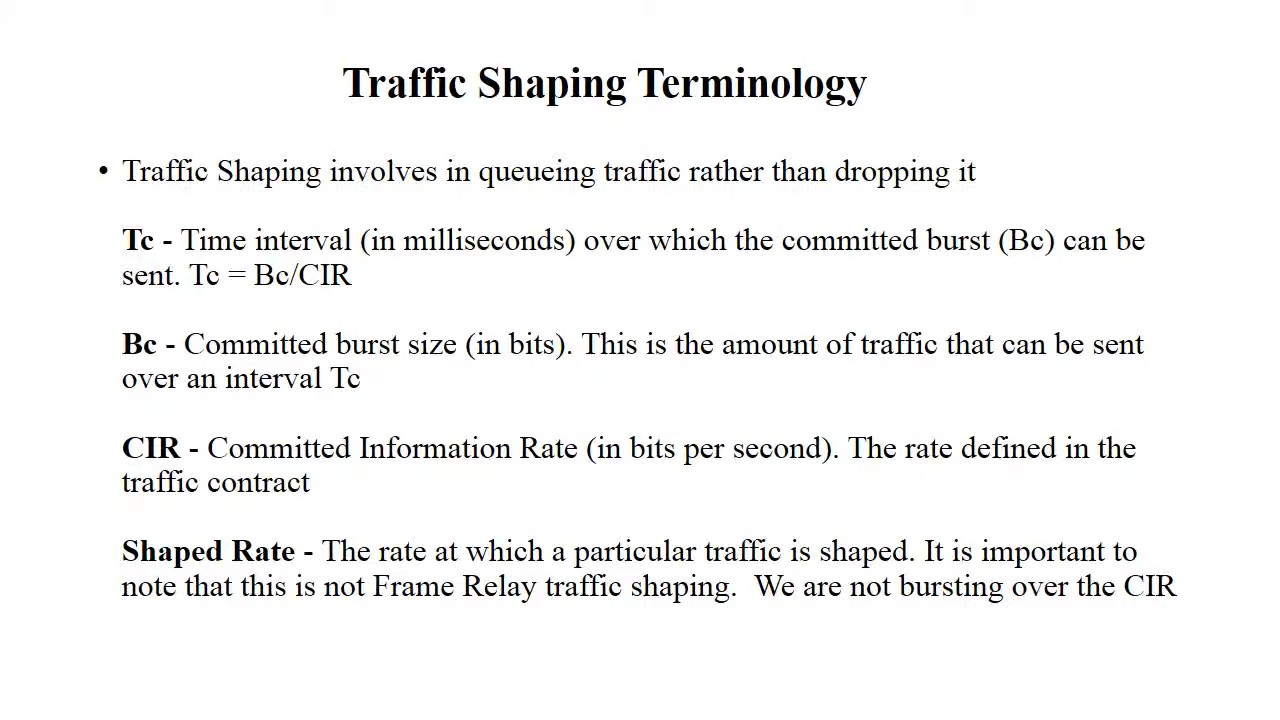 Traffic Shaping Terminology
• Traffic Shaping involves in queueing traffic rather than dropping it
Tc - Time interval (in milliseconds) over which the committed burst (Bc) can be
sent. Tc = Bc/CIR
Bc - Committed burst size (in bits). This is the amount of traffic that can be sent
over an interval Tc
CIR - Committed Information Rate (in bits per second). The rate defined in the
traffic contract
Shaped Rate - The rate at which a particular traffic is shaped. It is important to
note that this is not Frame Relay traffic shaping.  We are not bursting over the CIR